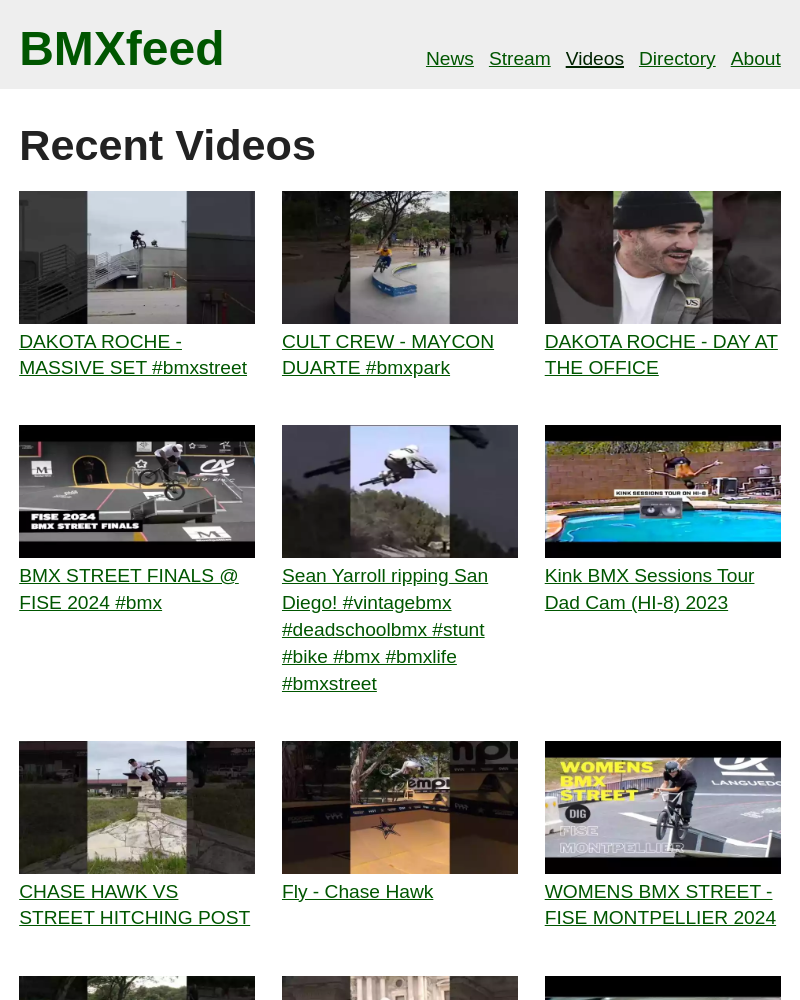 BMXfeed
News Stream Videos Directory About
Recent Videos
DAKOTA ROCHE -
MASSIVE SET #bmxstreet
CULT CREW - MAYCON
DUARTE #bmxpark
DAKOTA ROCHE - DAY AT
THE OFFICE
FISE 2024
BMX STREET FINALS
KINK SESSIONS TOUR ON HI-8
BMX STREET FINALS @
FISE 2024 #bmx
Sean Yarroll ripping San
Diego! #vintagebmx
#deadschoolbmx #stunt
#bike #bmx #bmxlife
#bmxstreet
Kink BMX Sessions Tour
Dad Cam (HI-8) 2023
WOMENS
BMX
STREET
DIG
FISE
MONTPELLIER
CHASE HAWK VS
STREET HITCHING POST
Fly - Chase Hawk
WOMENS BMX STREET -
FISE MONTPELLIER 2024